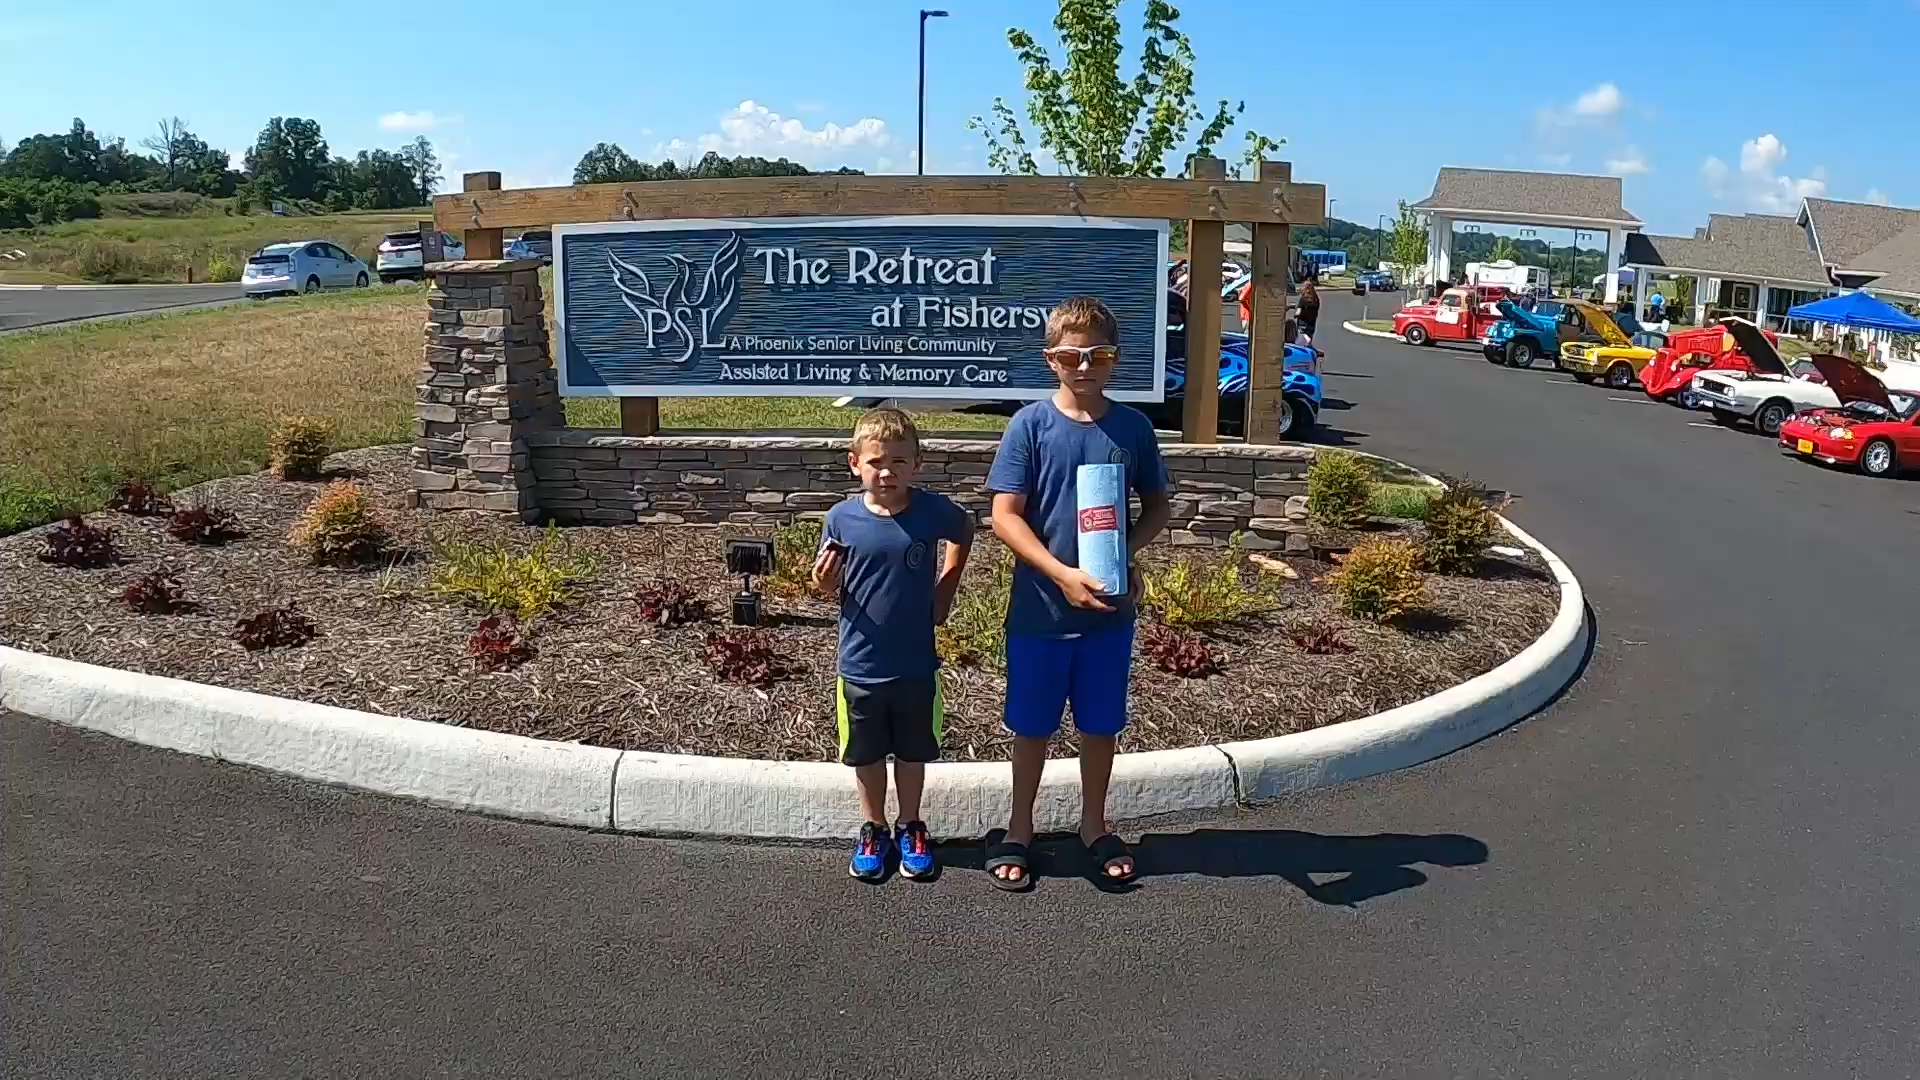 The Retreat
at Fishersv
PSL
A Phoenix Senior Living Community
Assisted Living & Memory Care